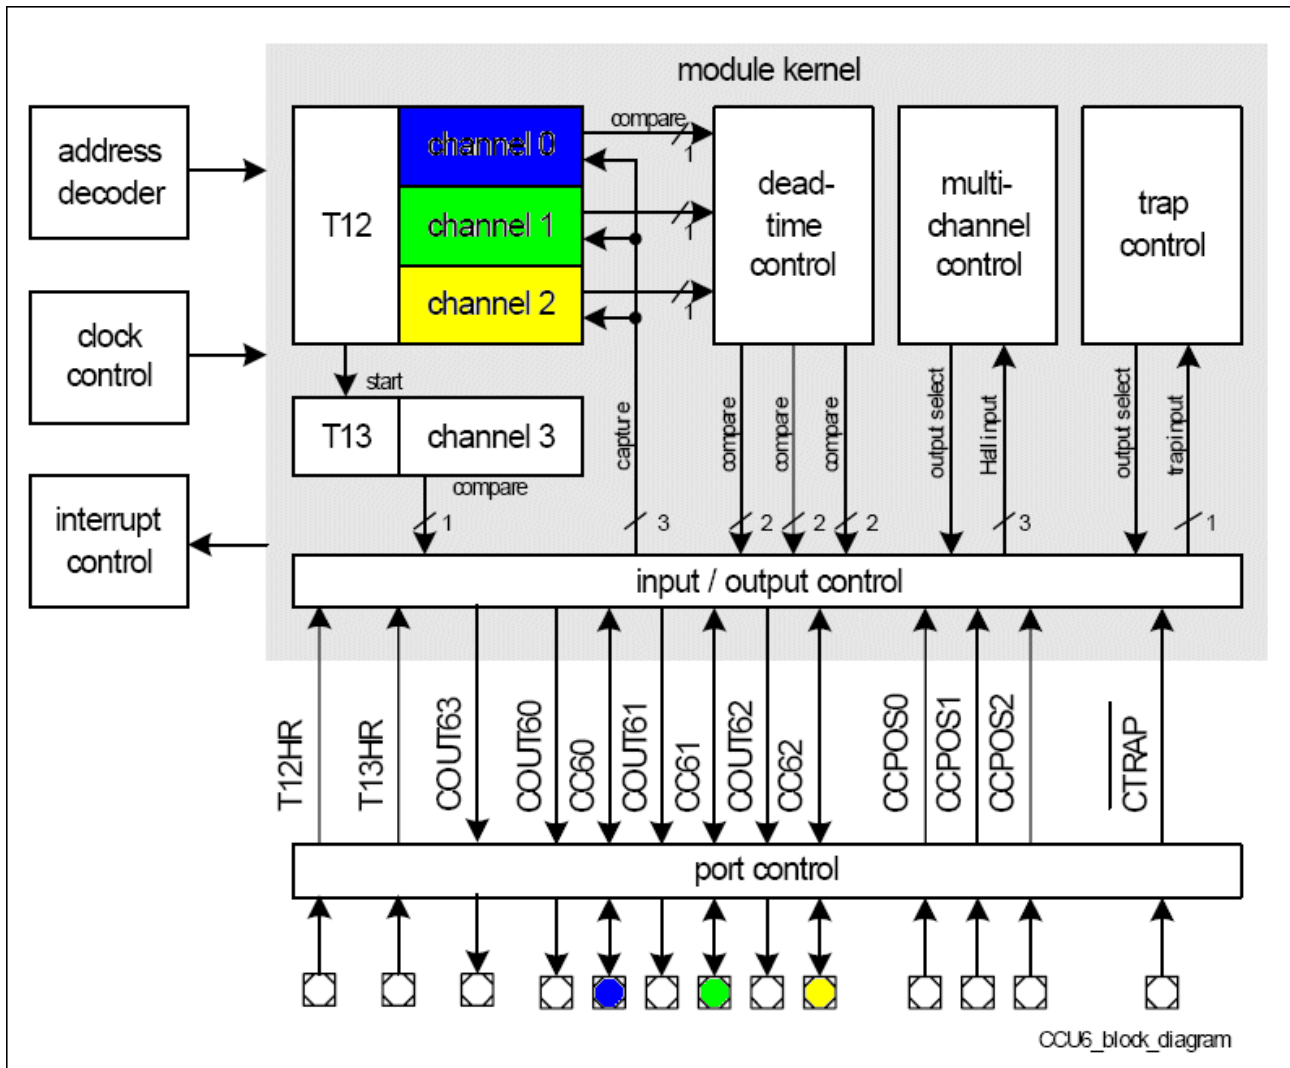 module kernel
address
decoder
clock
control
interrupt
control
T12
channel 0
channel 1
channel 2
compare
1
1
1
dead-
time
control
multi-
channel
control
trap
control
start
T13
channel 3
compare
1
capture
3
compare
2
compare
2
compare
2
output select
Hall input
3
output select
trap input
1
input / output control
T12HR
T13HR
COUT63
COUT60
CC60
COUT61
CC61
COUT62
CC62
CCPOS0
CCPOS1
CCPOS2
CTRAP
port control
CCU6_block_diagram